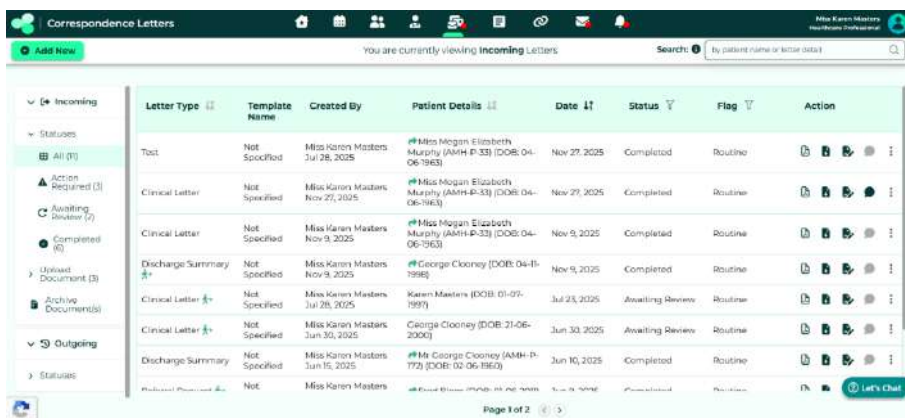 Correspondence Letters
Miss Karen Masters
Healthcare Professional
Add New
You are currently viewing Incoming Letters
Search:
by patient name or letter detail
Incoming
Statuses
All (11)
Action
Required (3)
Awaiting
Review (2)
Completed
(6)
Upload
Document (3)
Archive
Document(s)
Outgoing
Statuses
Letter Type
Template
Name
Created By
Patient Details
Date
Status
Flag
Action
Test
Not
Specified
Miss Karen Masters
Jul 28, 2025
Miss Megan Elizabeth
Murphy (AMH-P-33) (DOB: 04-
06-1963)
Nov 27, 2025
Completed
Routine
Clinical Letter
Not
Specified
Miss Karen Masters
Nov 27, 2025
Miss Megan Elizabeth
Murphy (AMH-P-33) (DOB: 04-
06-1963)
Nov 27, 2025
Completed
Routine
Clinical Letter
Not
Specified
Miss Karen Masters
Nov 9, 2025
Miss Megan Elizabeth
Murphy (AMH-P-33) (DOB: 04-
06-1963)
Nov 9, 2025
Completed
Routine
Discharge Summary
Not
Specified
Miss Karen Masters
Nov 9, 2025
George Clooney (DOB: 04-11-
1998)
Nov 9, 2025
Completed
Routine
Clinical Letter
Not
Specified
Miss Karen Masters
Jul 28, 2025
Karen Masters (DOB: 01-07-
1997)
Jul 23, 2025
Awaiting Review
Routine
Clinical Letter
Not
Specified
Miss Karen Masters
Jun 30, 2025
George Clooney (DOB: 21-06-
2000)
Jun 30, 2025
Awaiting Review
Routine
Discharge Summary
Not
Specified
Miss Karen Masters
Jun 15, 2025
Mr George Clooney (AMH-P-
172) (DOB: 02-06-1960)
Jun 10, 2025
Completed
Routine
Not
Miss Karen Masters
Let's Chat
Page 1 of 2